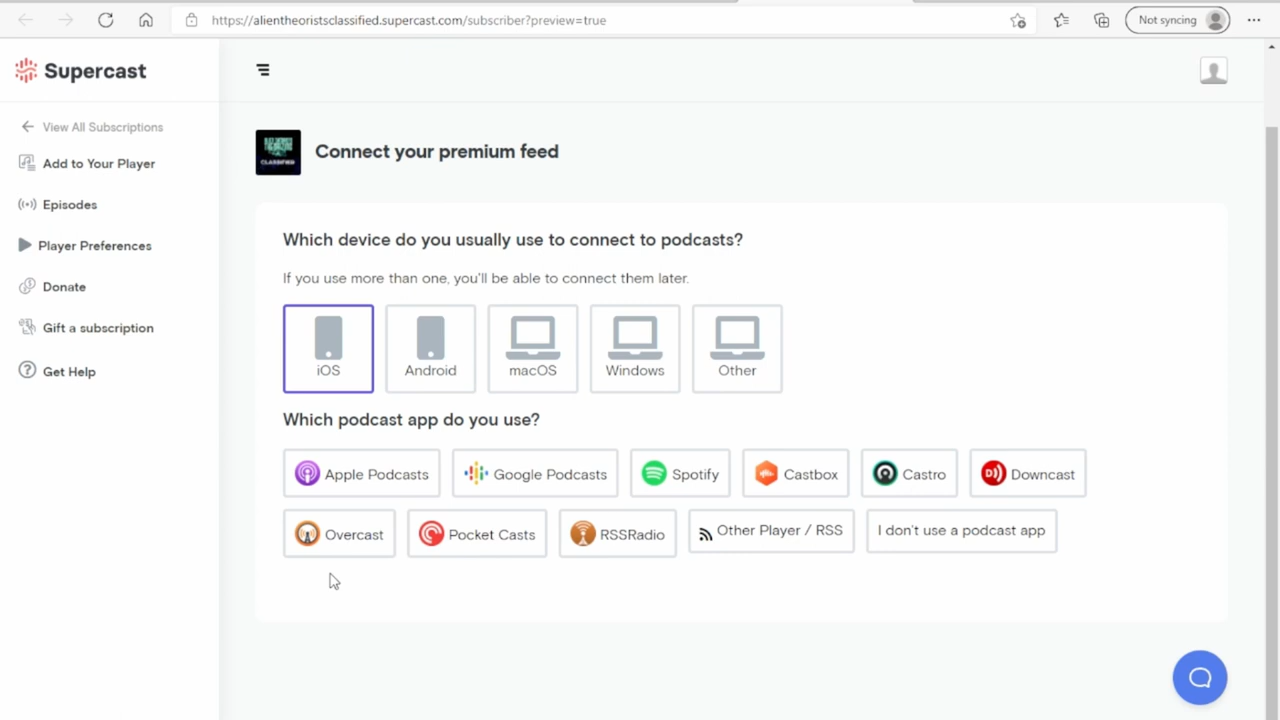 https://alientheoristsclassified.supercast.com/subscriber?preview=true
Not syncing
Supercast
View All Subscriptions
Add to Your Player
Episodes
Player Preferences
Donate
Gift a subscription
Get Help
CLASSIFIED
Connect your premium feed
Which device do you usually use to connect to podcasts?
If you use more than one, you'll be able to connect them later.
iOS
Android
macOS
Windows
Other
Which podcast app do you use?
Apple Podcasts
Google Podcasts
Spotify
Castbox
Castro
Downcast
Overcast
Pocket Casts
RSSRadio
Other Player / RSS
I don't use a podcast app